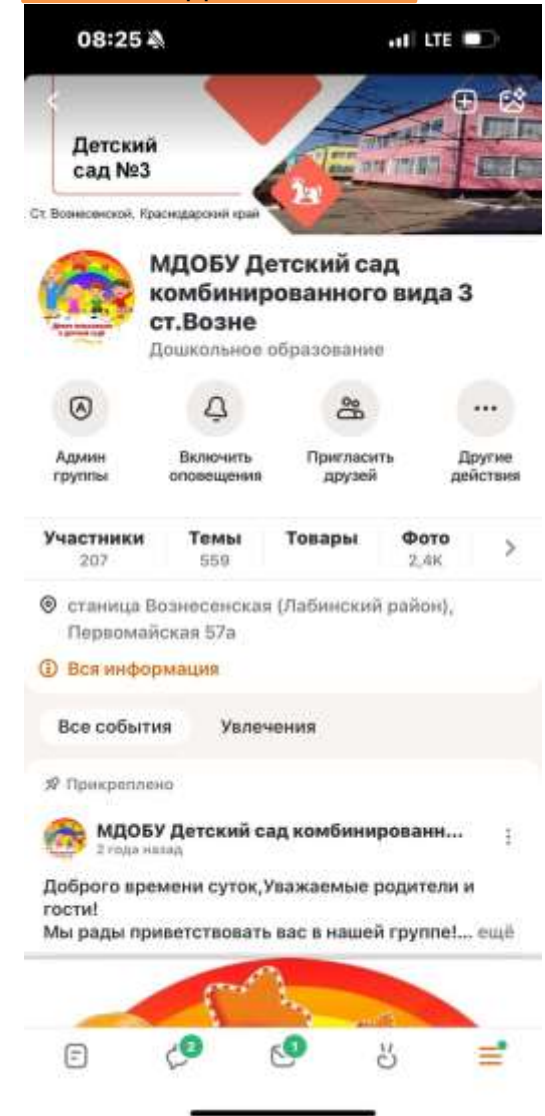 08:25
LTE
Детский
сад №3
Ст. Вознесенской, Краснодарский край
МДОБУ Детский сад
комбинированного вида 3
ст.Возне
Дошкольное образование
Админ группы
Включить оповещения
Пригласить друзей
Другие действия
Участники Темы Товары Фото
207 559 2,4K
станица Вознесенская (Лабинский район),
Первомайская 57а
Вся информация
Все события Увлечения
Прикреплено
МДОБУ Детский сад комбинированн...
2 года назад
Доброго времени суток,Уважаемые родители и
гости!
Мы рады приветствовать вас в нашей группе!... ещё
2 1